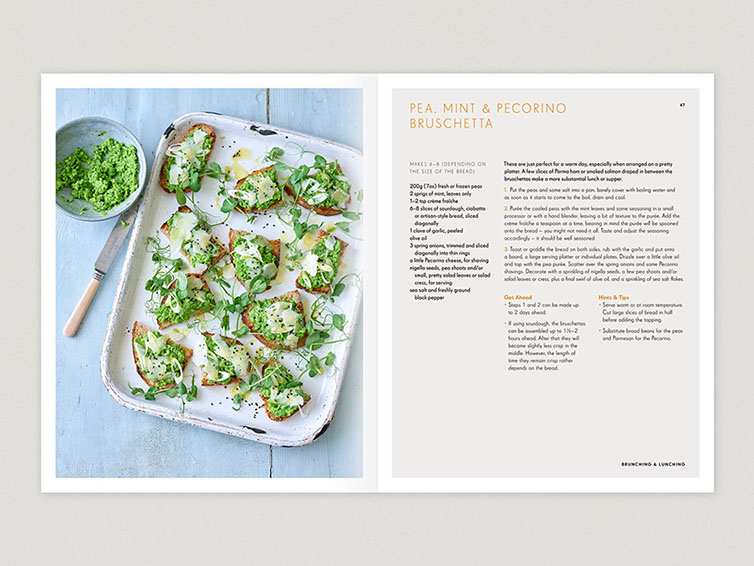 PEA, MINT & PECORINO
BRUSCHETTA
47
MAKES 6–8 (DEPENDING ON
THE SIZE OF THE BREAD)
200g (7oz) fresh or frozen peas
2 sprigs of mint, leaves only
1–2 tsp crème fraîche
6–8 slices of sourdough, ciabatta
or artisan-style bread, sliced
diagonally
1 clove of garlic, peeled
olive oil
3 spring onions, trimmed and sliced
diagonally into thin rings
a little Pecorino cheese, for shaving
nigella seeds, pea shoots and/or
small, pretty salad leaves or salad
cress, for serving
sea salt and freshly ground
black pepper
These are just perfect for a warm day, especially when arranged on a pretty
platter. A few slices of Parma ham or smoked salmon draped in between the
bruschettas make a more substantial lunch or supper.
1. Put the peas and some salt into a pan, barely cover with boiling water and
as soon as it starts to come to the boil, drain and cool.
2. Purée the cooled peas with the mint leaves and some seasoning in a small
processor or with a hand blender, leaving a bit of texture to the purée. Add the
crème fraîche a teaspoon at a time, bearing in mind the purée will be spooned
onto the bread – you might not need it all. Taste and adjust the seasoning
accordingly – it should be well seasoned.
3. Toast or griddle the bread on both sides, rub with the garlic and put onto
a board, a large serving platter or individual plates. Drizzle over a little olive oil
and top with the pea purée. Scatter over the spring onions and some Pecorino
shavings. Decorate with a sprinkling of nigella seeds, a few pea shoots and/or
salad leaves or cress, plus a final swirl of olive oil, and a sprinkling of sea salt flakes.
Get Ahead
• Steps 1 and 2 can be made
up to 2 days ahead.
• If using sourdough, the bruschettas
can be assembled up to 1½–2
hours ahead. After that they will
become slightly less crisp in the
middle. However, the length of
time they remain crisp rather
depends on the bread.
Hints & Tips
• Serve warm or at room temperature.
Cut large slices of bread in half
before adding the topping.
• Substitute broad beans for the peas
and Parmesan for the Pecorino.
BRUNCHING & LUNCHING